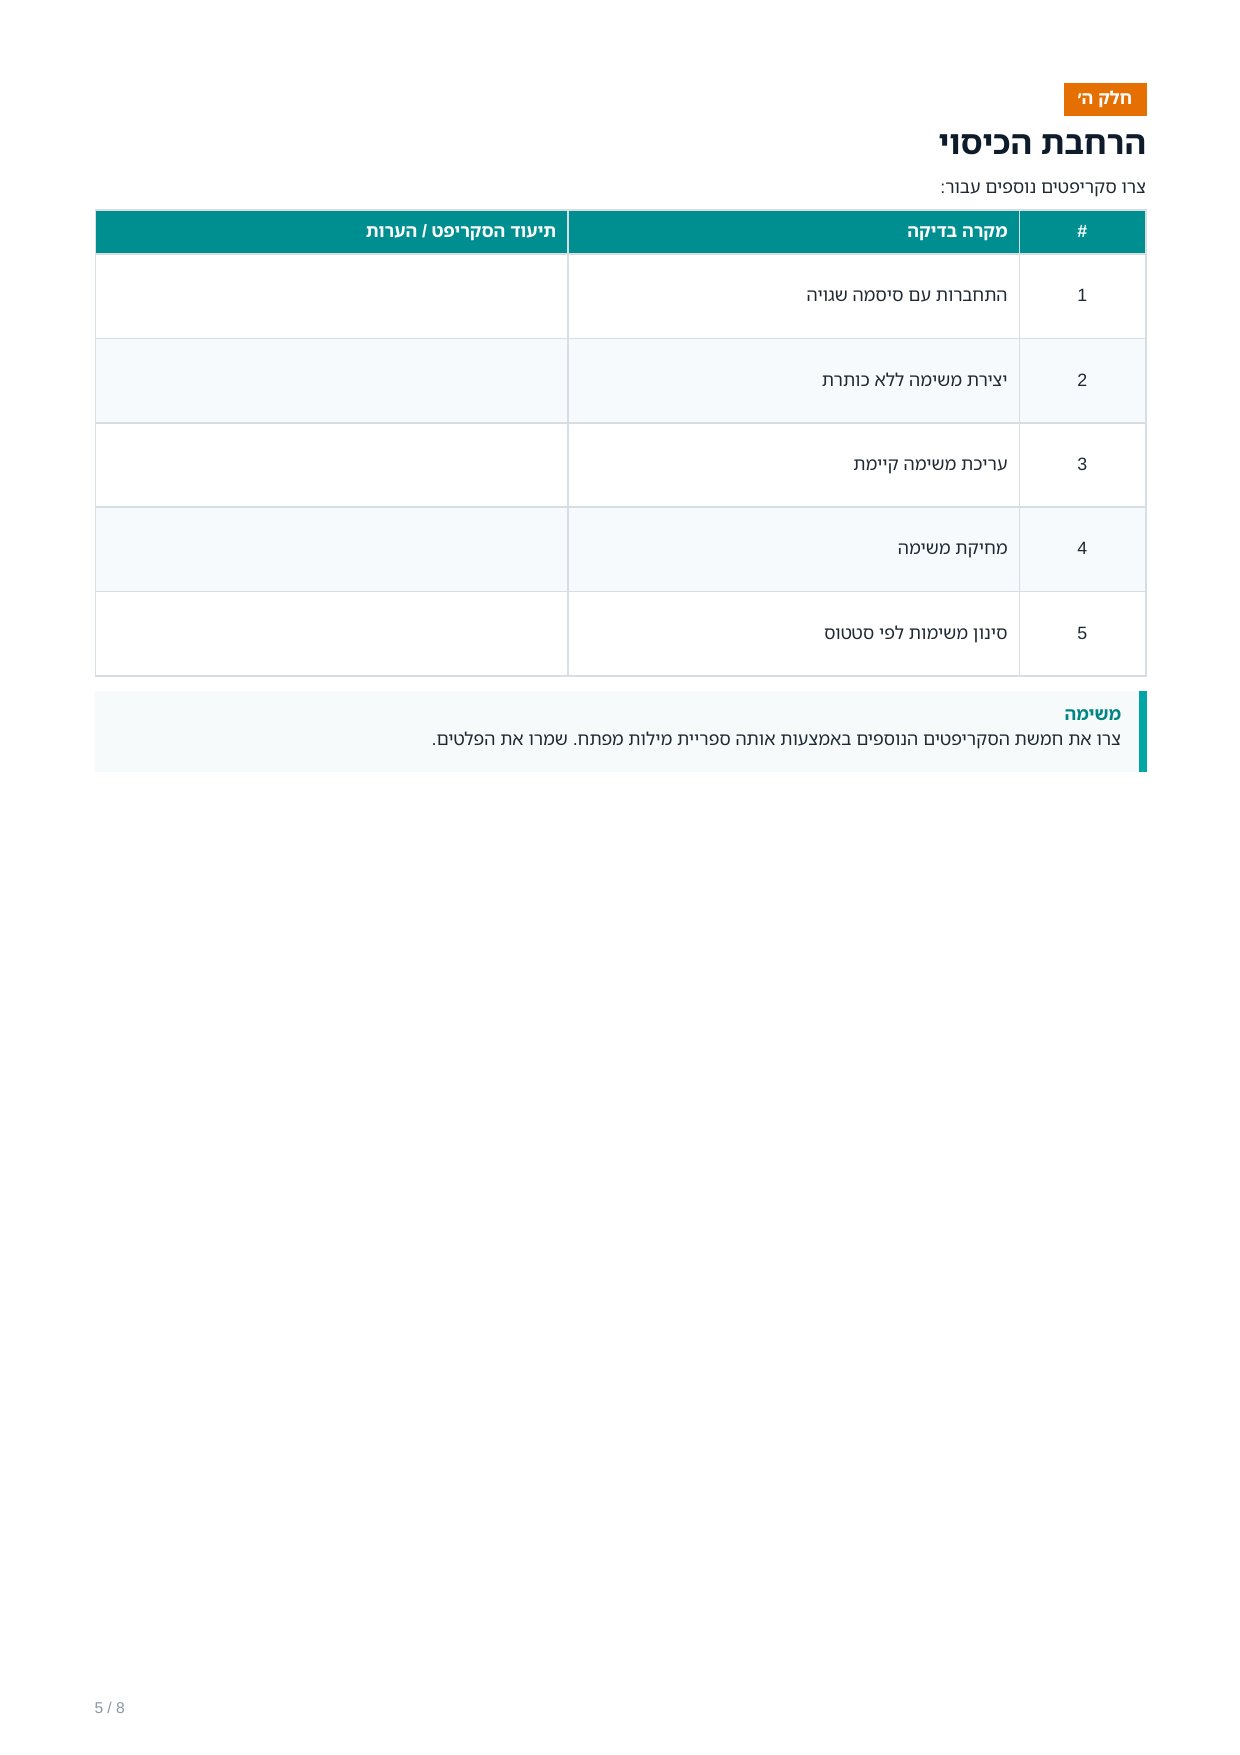 חלק ה׳
הרחבת הכיסוי
צרו סקריפטים נוספים עבור:
# מקרה בדיקה תיעוד הסקריפט / הערות
1 התחברות עם סיסמה שגויה
2 יצירת משימה ללא כותרת
3 עריכת משימה קיימת
4 מחיקת משימה
5 סינון משימות לפי סטטוס
משימה
צרו את חמשת הסקריפטים הנוספים באמצעות אותה ספריית מילות מפתח. שמרו את הפלטים.
5 / 8